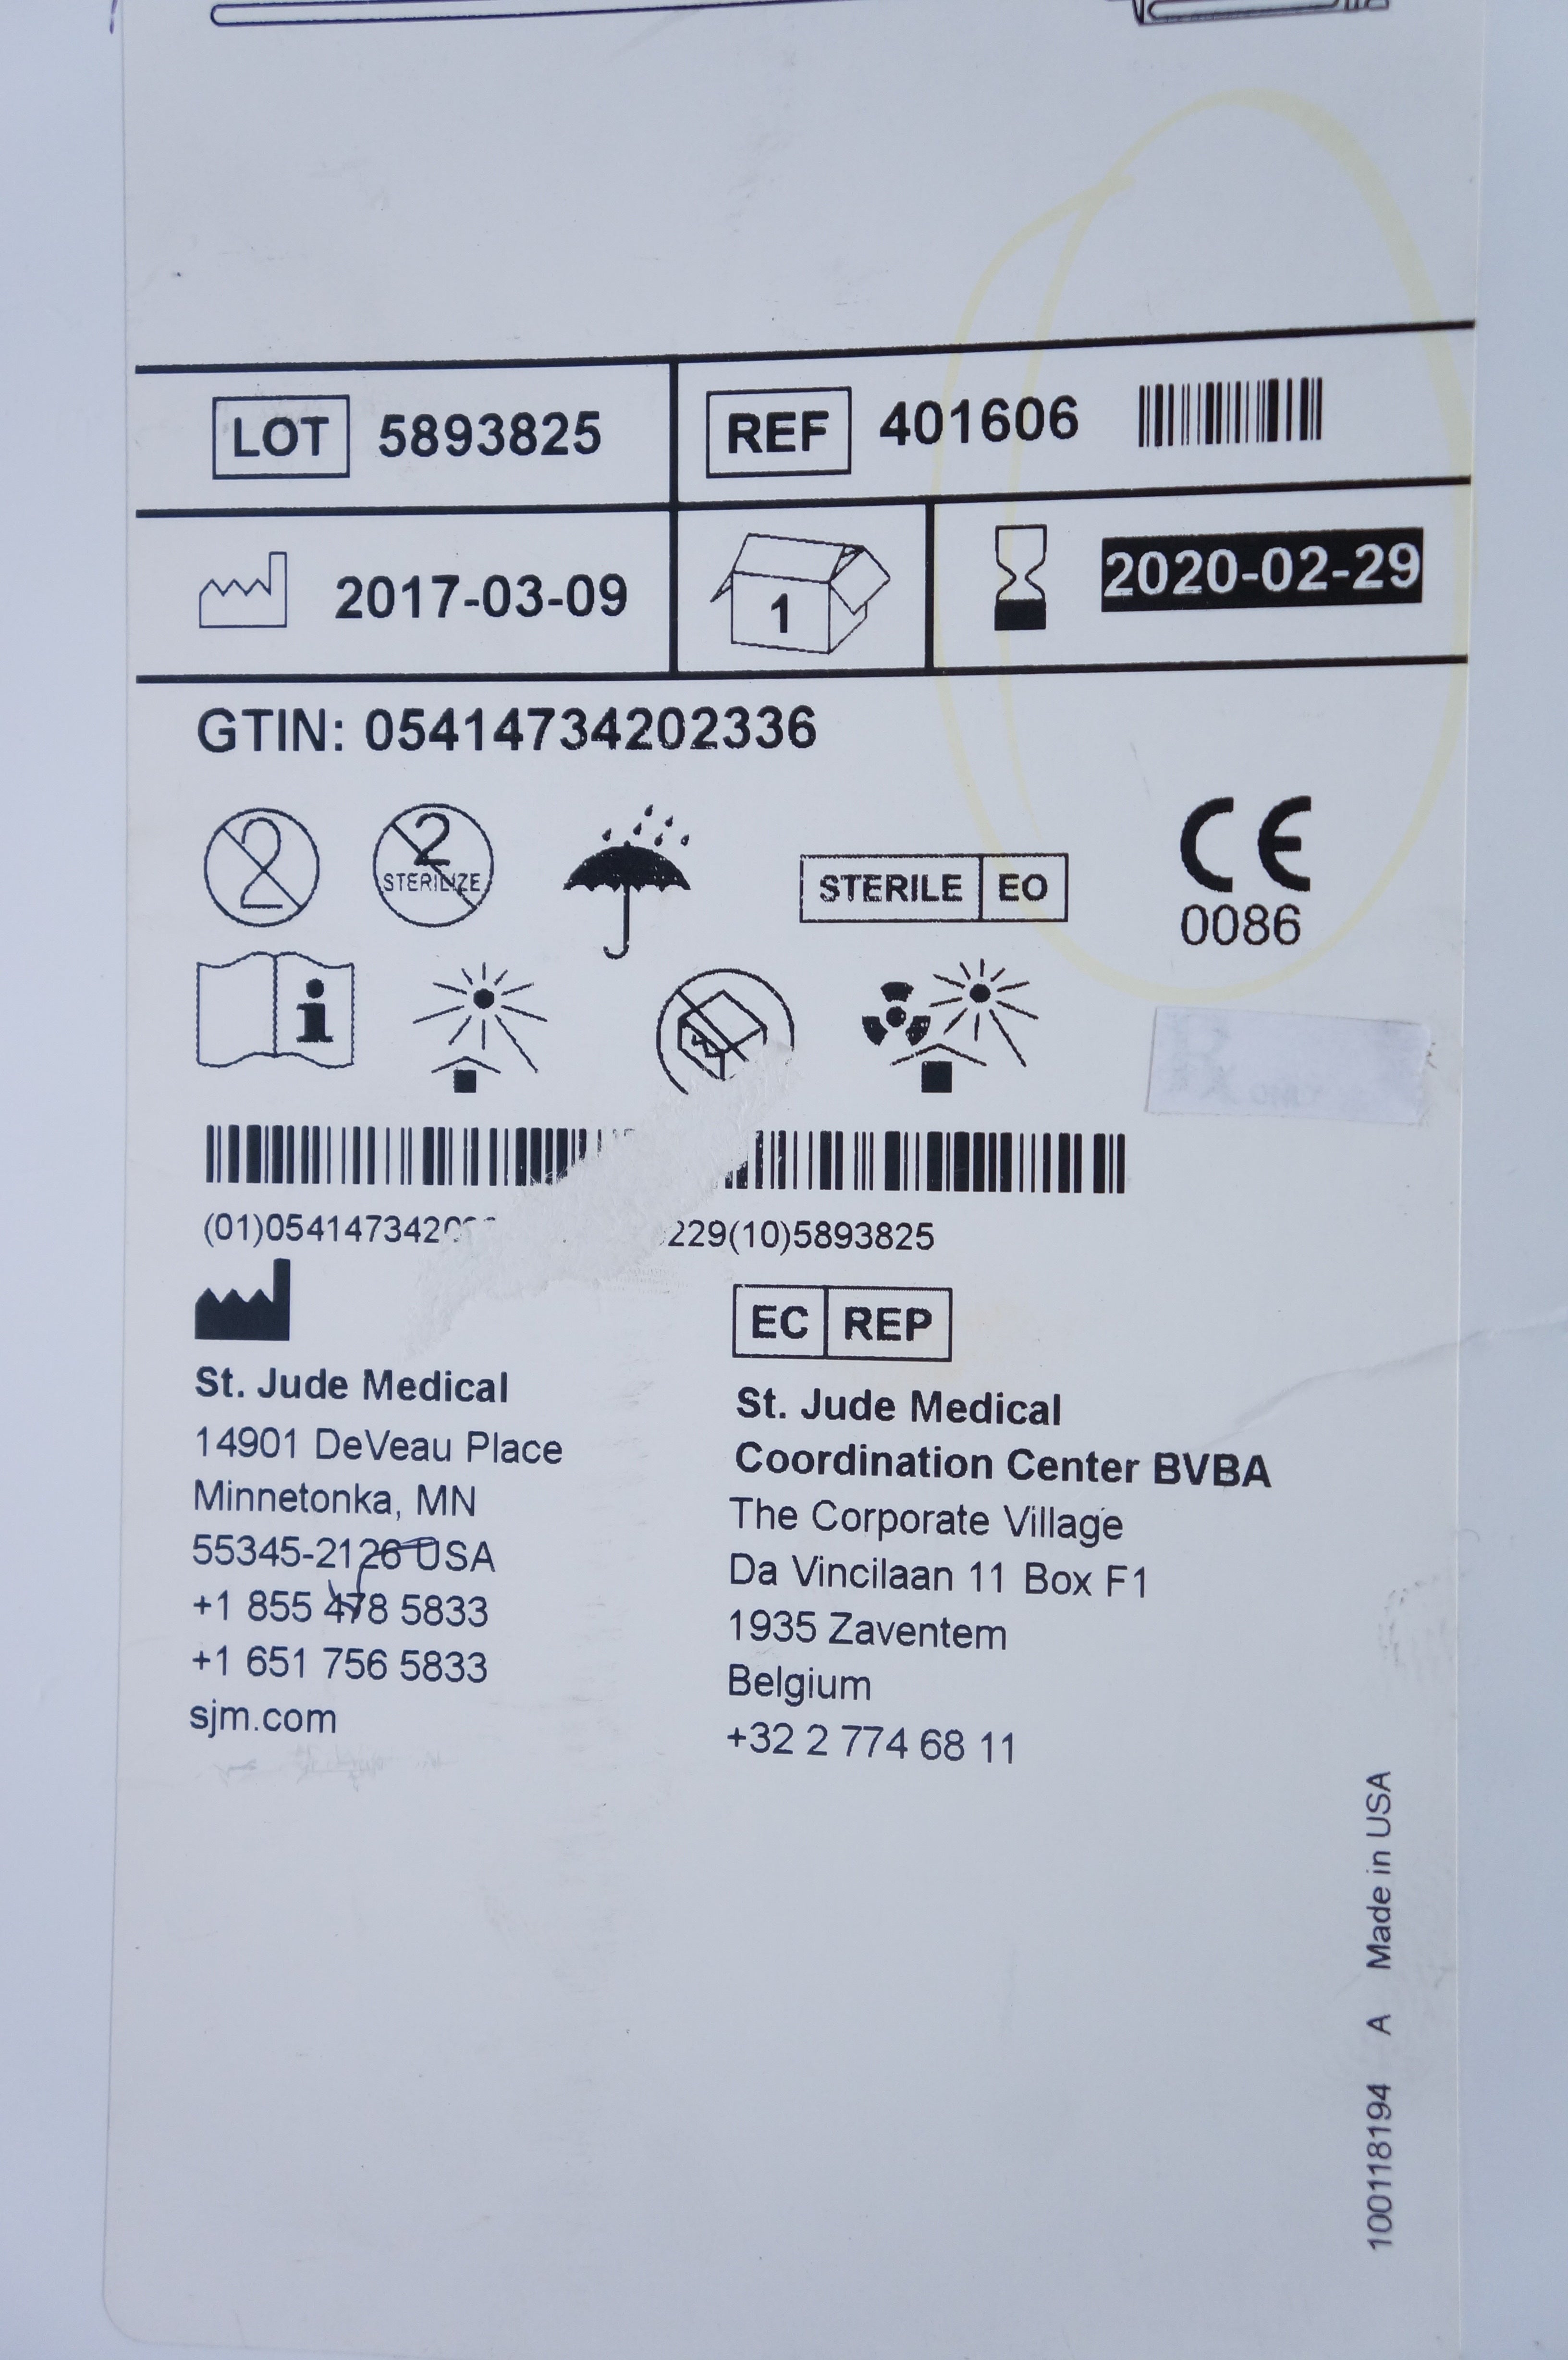 LOT 5893825 REF 401606
2017-03-09 1 2020-02-29
GTIN: 05414734202336
2 2 STERILIZE STERILE EO CE
0086
i
(01)054147342 229(10)5893825
EC REP
St. Jude Medical
14901 DeVeau Place
Minnetonka, MN
55345-2126 USA
+1 855 478 5833
+1 651 756 5833
sjm.com
St. Jude Medical
Coordination Center BVBA
The Corporate Village
Da Vincilaan 11 Box F1
1935 Zaventem
Belgium
+32 2 774 68 11
100118194 A Made in USA